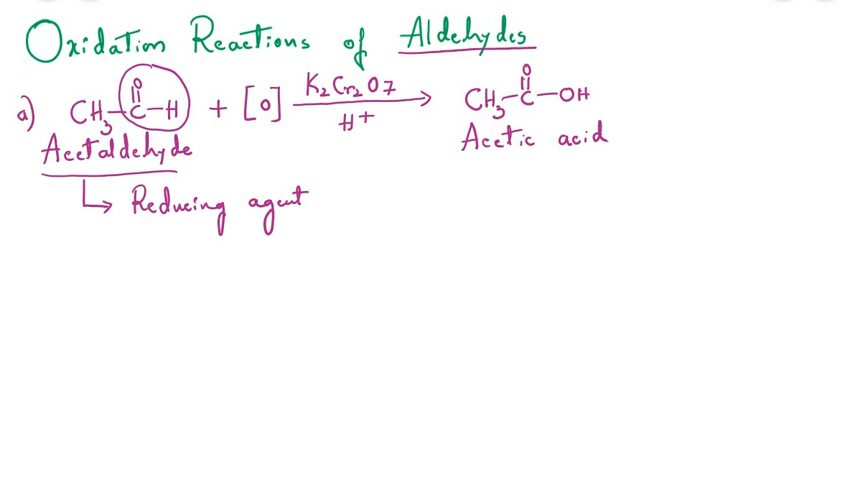 Oxidation Reactions of Aldehydes
a) CH3-C(=O)-H + [O] K2Cr2O7 / H+ → CH3-C(=O)-OH
Acetaldehyde Acetic acid
↳ Reducing agent